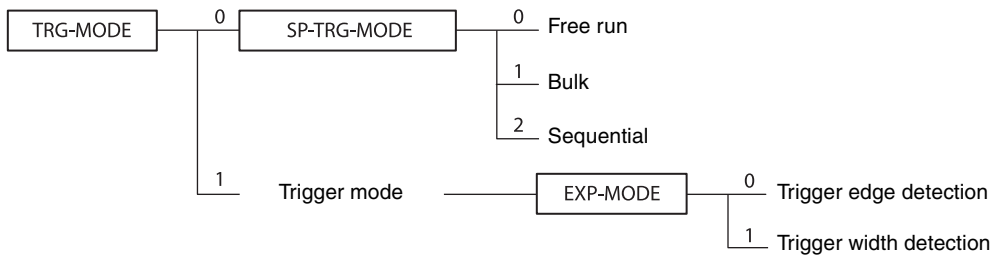 TRG-MODE 0 SP-TRG-MODE 0 Free run
1 Bulk
2 Sequential
1 Trigger mode EXP-MODE 0 Trigger edge detection
1 Trigger width detection